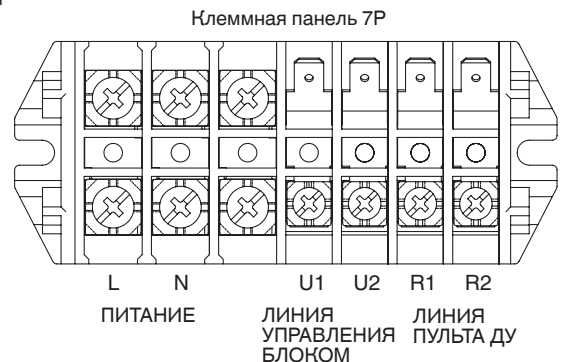 Клеммная панель 7P
L N U1 U2 R1 R2
ПИТАНИЕ
ЛИНИЯ
УПРАВЛЕНИЯ
БЛОКОМ
ЛИНИЯ
ПУЛЬТА ДУ